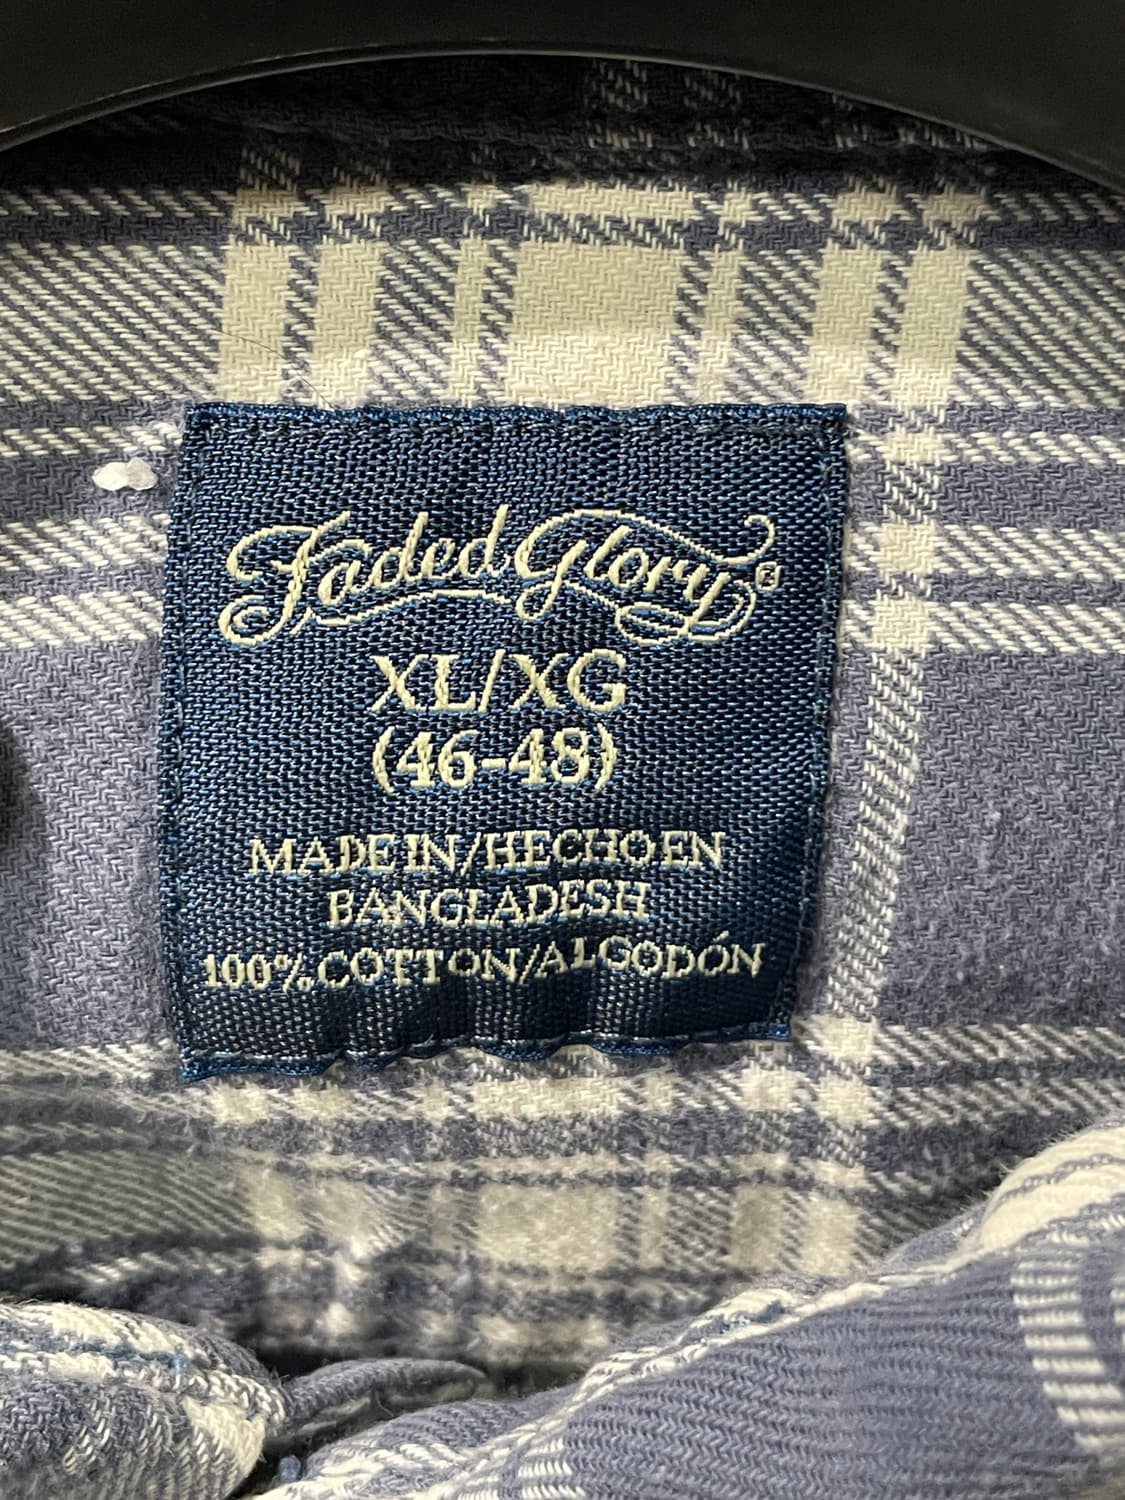 Faded Glory®
XL/XG
(46-48)
MADE IN/HECHO EN
BANGLADESH
100% COTTON/ALGODÓN